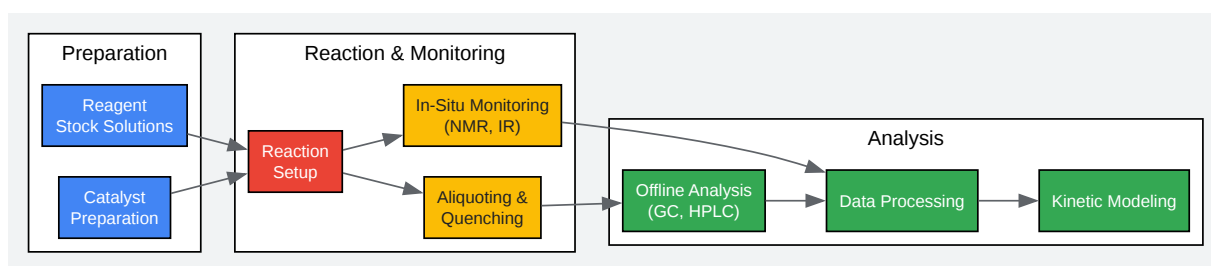 Preparation
Reagent
Stock Solutions
Catalyst
Preparation
Reaction & Monitoring
Reaction
Setup
In-Situ Monitoring
(NMR, IR)
Aliquoting &
Quenching
Analysis
Offline Analysis
(GC, HPLC)
Data Processing
Kinetic Modeling